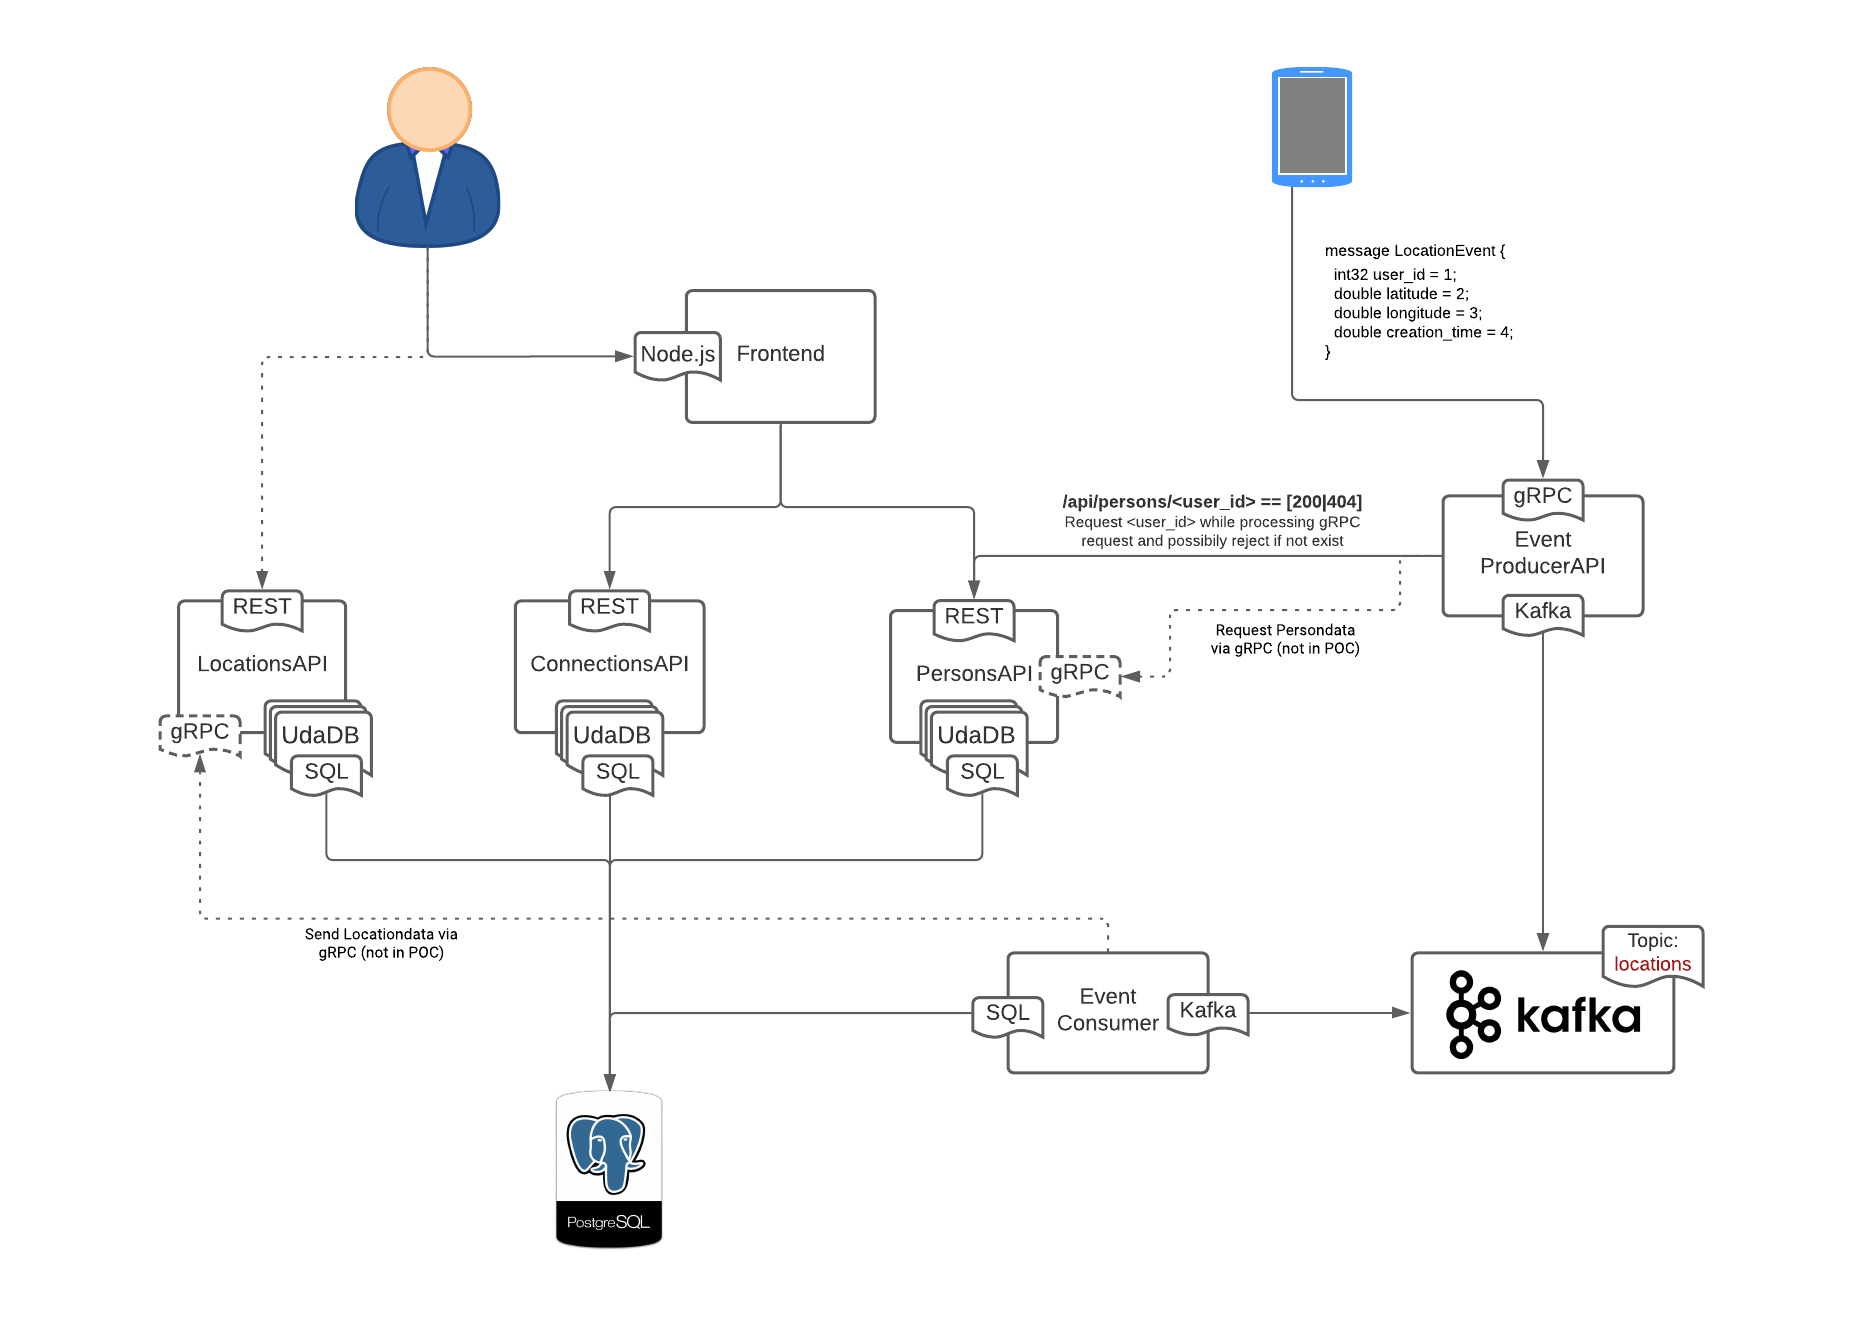 message LocationEvent {
int32 user_id = 1;
double latitude = 2;
double longitude = 3;
double creation_time = 4;
}
Node.js
Frontend
/api/persons/<user_id> == [200|404]
Request <user_id> while processing gRPC
request and possibily reject if not exist
gRPC
Event
ProducerAPI
Kafka
REST
LocationsAPI
gRPC
UdaDB
SQL
REST
ConnectionsAPI
UdaDB
SQL
REST
PersonsAPI
gRPC
UdaDB
SQL
Request Persondata
via gRPC (not in POC)
Send Locationdata via
gRPC (not in POC)
SQL
Event
Consumer
Kafka
Topic:
locations
kafka
PostgreSQL